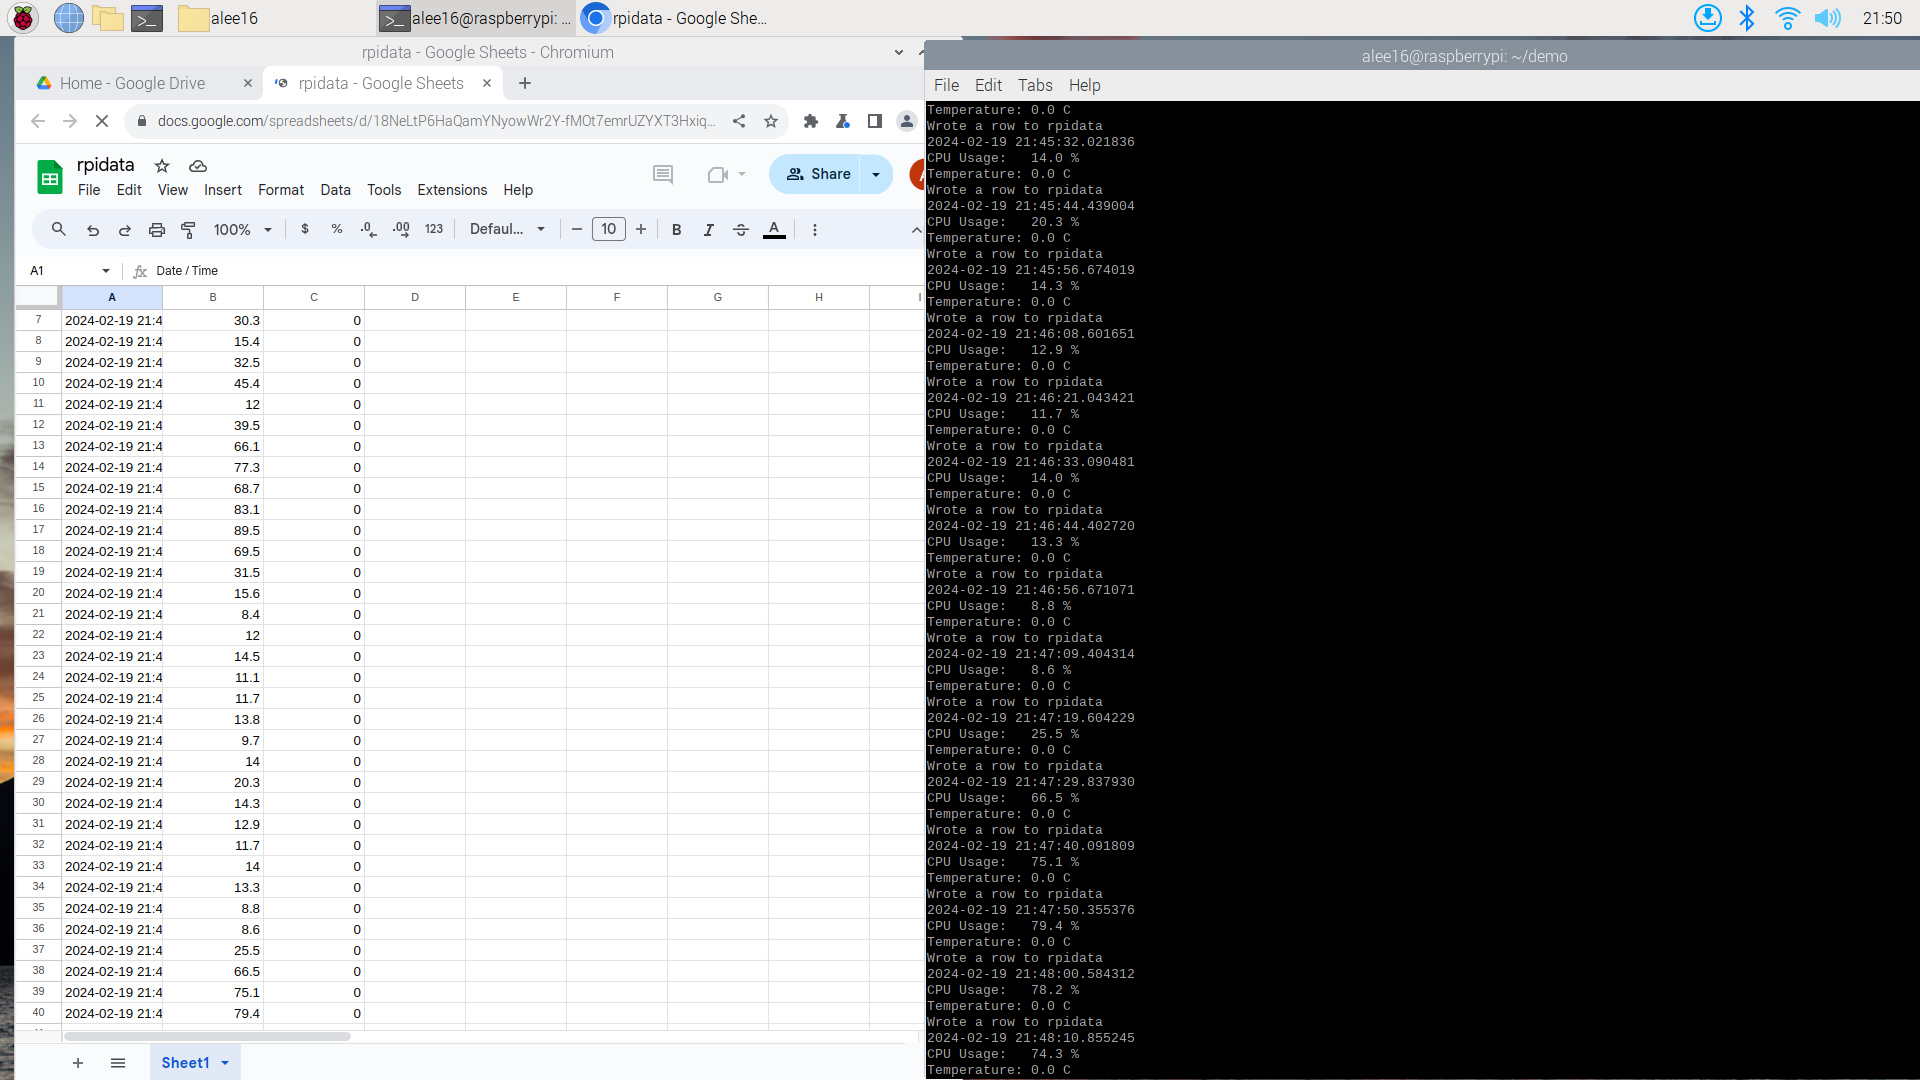 alee16
alee16@raspberrypi: ...
rpidata - Google She...
21:50
rpidata - Google Sheets - Chromium
Home - Google Drive
rpidata - Google Sheets
docs.google.com/spreadsheets/d/18NeLtP6HaQamYNyowWr2Y-fMOt7emrUZYXT3Hxiq...
rpidata
File Edit View Insert Format Data Tools Extensions Help
Share
100% $ % .0 .00 123 Defaul... 10 B I S A
A1 fx Date / Time
A B C D E F G H I
7 2024-02-19 21:4 30.3 0
8 2024-02-19 21:4 15.4 0
9 2024-02-19 21:4 32.5 0
10 2024-02-19 21:4 45.4 0
11 2024-02-19 21:4 12 0
12 2024-02-19 21:4 39.5 0
13 2024-02-19 21:4 66.1 0
14 2024-02-19 21:4 77.3 0
15 2024-02-19 21:4 68.7 0
16 2024-02-19 21:4 83.1 0
17 2024-02-19 21:4 89.5 0
18 2024-02-19 21:4 69.5 0
19 2024-02-19 21:4 31.5 0
20 2024-02-19 21:4 15.6 0
21 2024-02-19 21:4 8.4 0
22 2024-02-19 21:4 12 0
23 2024-02-19 21:4 14.5 0
24 2024-02-19 21:4 11.1 0
25 2024-02-19 21:4 11.7 0
26 2024-02-19 21:4 13.8 0
27 2024-02-19 21:4 9.7 0
28 2024-02-19 21:4 14 0
29 2024-02-19 21:4 20.3 0
30 2024-02-19 21:4 14.3 0
31 2024-02-19 21:4 12.9 0
32 2024-02-19 21:4 11.7 0
33 2024-02-19 21:4 14 0
34 2024-02-19 21:4 13.3 0
35 2024-02-19 21:4 8.8 0
36 2024-02-19 21:4 8.6 0
37 2024-02-19 21:4 25.5 0
38 2024-02-19 21:4 66.5 0
39 2024-02-19 21:4 75.1 0
40 2024-02-19 21:4 79.4 0
Sheet1
alee16@raspberrypi: ~/demo
File Edit Tabs Help
Temperature: 0.0 C
Wrote a row to rpidata
2024-02-19 21:45:32.021836
CPU Usage: 14.0 %
Temperature: 0.0 C
Wrote a row to rpidata
2024-02-19 21:45:44.439004
CPU Usage: 20.3 %
Temperature: 0.0 C
Wrote a row to rpidata
2024-02-19 21:45:56.674019
CPU Usage: 14.3 %
Temperature: 0.0 C
Wrote a row to rpidata
2024-02-19 21:46:08.601651
CPU Usage: 12.9 %
Temperature: 0.0 C
Wrote a row to rpidata
2024-02-19 21:46:21.043421
CPU Usage: 11.7 %
Temperature: 0.0 C
Wrote a row to rpidata
2024-02-19 21:46:33.090481
CPU Usage: 14.0 %
Temperature: 0.0 C
Wrote a row to rpidata
2024-02-19 21:46:44.402720
CPU Usage: 13.3 %
Temperature: 0.0 C
Wrote a row to rpidata
2024-02-19 21:46:56.671071
CPU Usage: 8.8 %
Temperature: 0.0 C
Wrote a row to rpidata
2024-02-19 21:47:09.404314
CPU Usage: 8.6 %
Temperature: 0.0 C
Wrote a row to rpidata
2024-02-19 21:47:19.604229
CPU Usage: 25.5 %
Temperature: 0.0 C
Wrote a row to rpidata
2024-02-19 21:47:29.837930
CPU Usage: 66.5 %
Temperature: 0.0 C
Wrote a row to rpidata
2024-02-19 21:47:40.091809
CPU Usage: 75.1 %
Temperature: 0.0 C
Wrote a row to rpidata
2024-02-19 21:47:50.355376
CPU Usage: 79.4 %
Temperature: 0.0 C
Wrote a row to rpidata
2024-02-19 21:48:00.584312
CPU Usage: 78.2 %
Temperature: 0.0 C
Wrote a row to rpidata
2024-02-19 21:48:10.855245
CPU Usage: 74.3 %
Temperature: 0.0 C